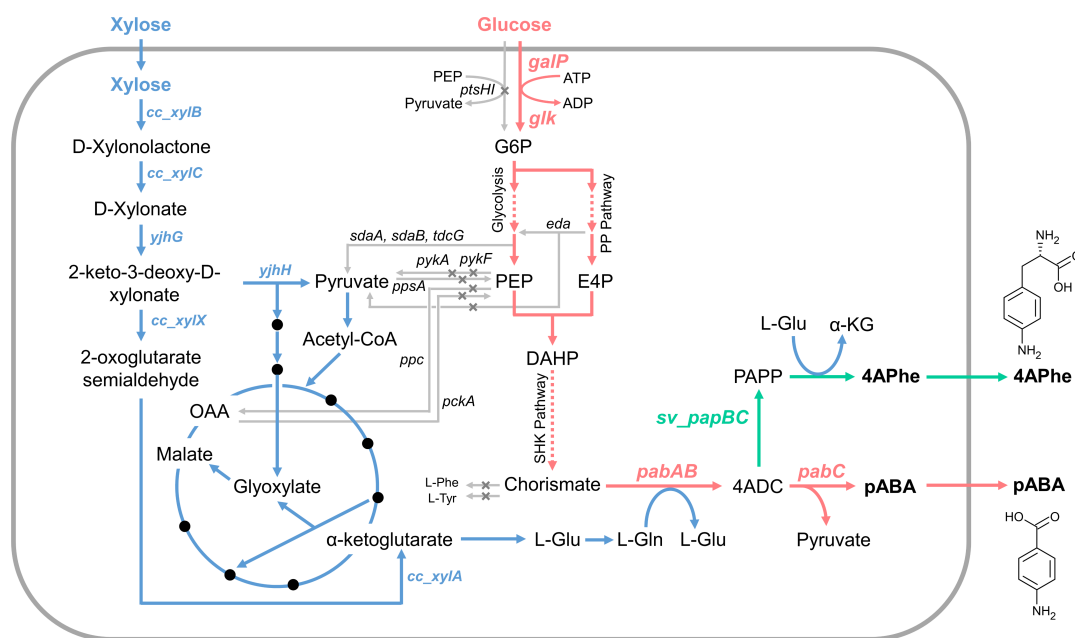 Xylose
Glucose
Xylose
cc_xylB
D-Xylonolactone
cc_xylC
D-Xylonate
yjhG
2-keto-3-deoxy-D-
xylonate
cc_xylX
2-oxoglutarate
semialdehyde
yjhH
PEP
ptsHI
Pyruvate
galP
ATP
ADP
glk
G6P
Glycolysis
PP Pathway
eda
sdaA, sdaB, tdcG
pykA
pykF
Pyruvate
ppsA
PEP
E4P
Acetyl-CoA
ppc
pckA
DAHP
SHK Pathway
OAA
Malate
Glyoxylate
α-ketoglutarate
cc_xylA
L-Phe
L-Tyr
Chorismate
pabAB
4ADC
pabC
pABA
pABA
L-Glu
L-Gln
L-Glu
Pyruvate
sv_papBC
PAPP
L-Glu
α-KG
4APhe
4APhe
NH2
O
OH
NH2
HO
O
NH2